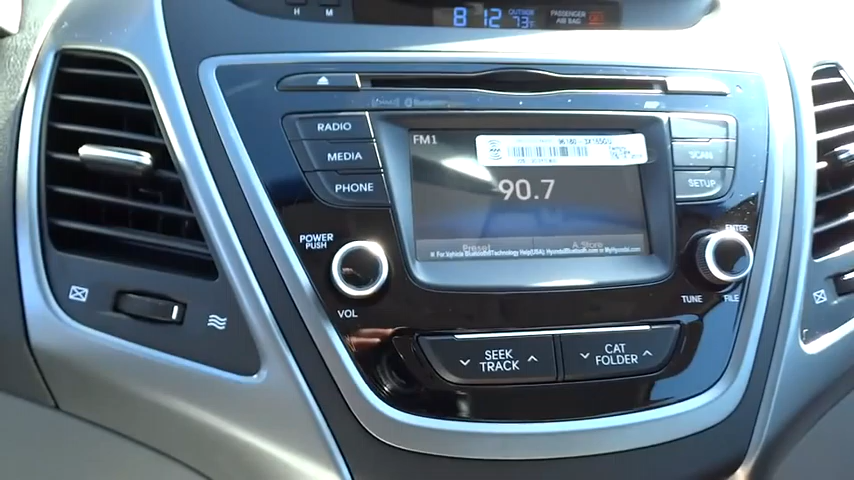 H M
8:12
OUTSIDE
73°F
PASSENGER
AIR BAG
RADIO
MEDIA
PHONE
FM1
90.7
SCAN
SETUP
POWER
PUSH
VOL
ENTER
TUNE
FILE
Preset
A.Store
SEEK
TRACK
CAT
FOLDER